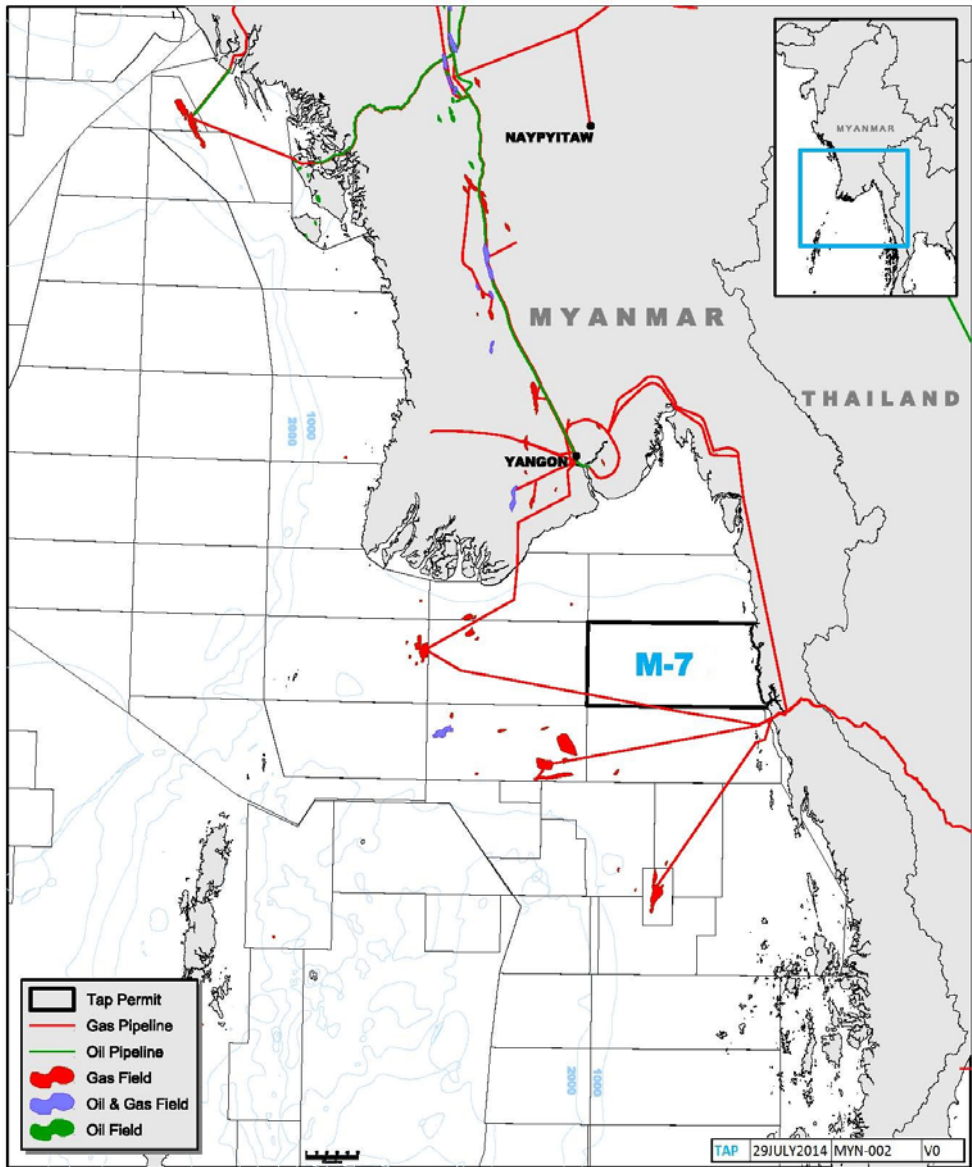 MYANMAR
NAYPYITAW
MYANMAR
THAILAND
1000
2000
YANGON
M-7
2000
1000
Tap Permit
Gas Pipeline
Oil Pipeline
Gas Field
Oil & Gas Field
Oil Field
TAP 29JULY2014 MYN-002 V0